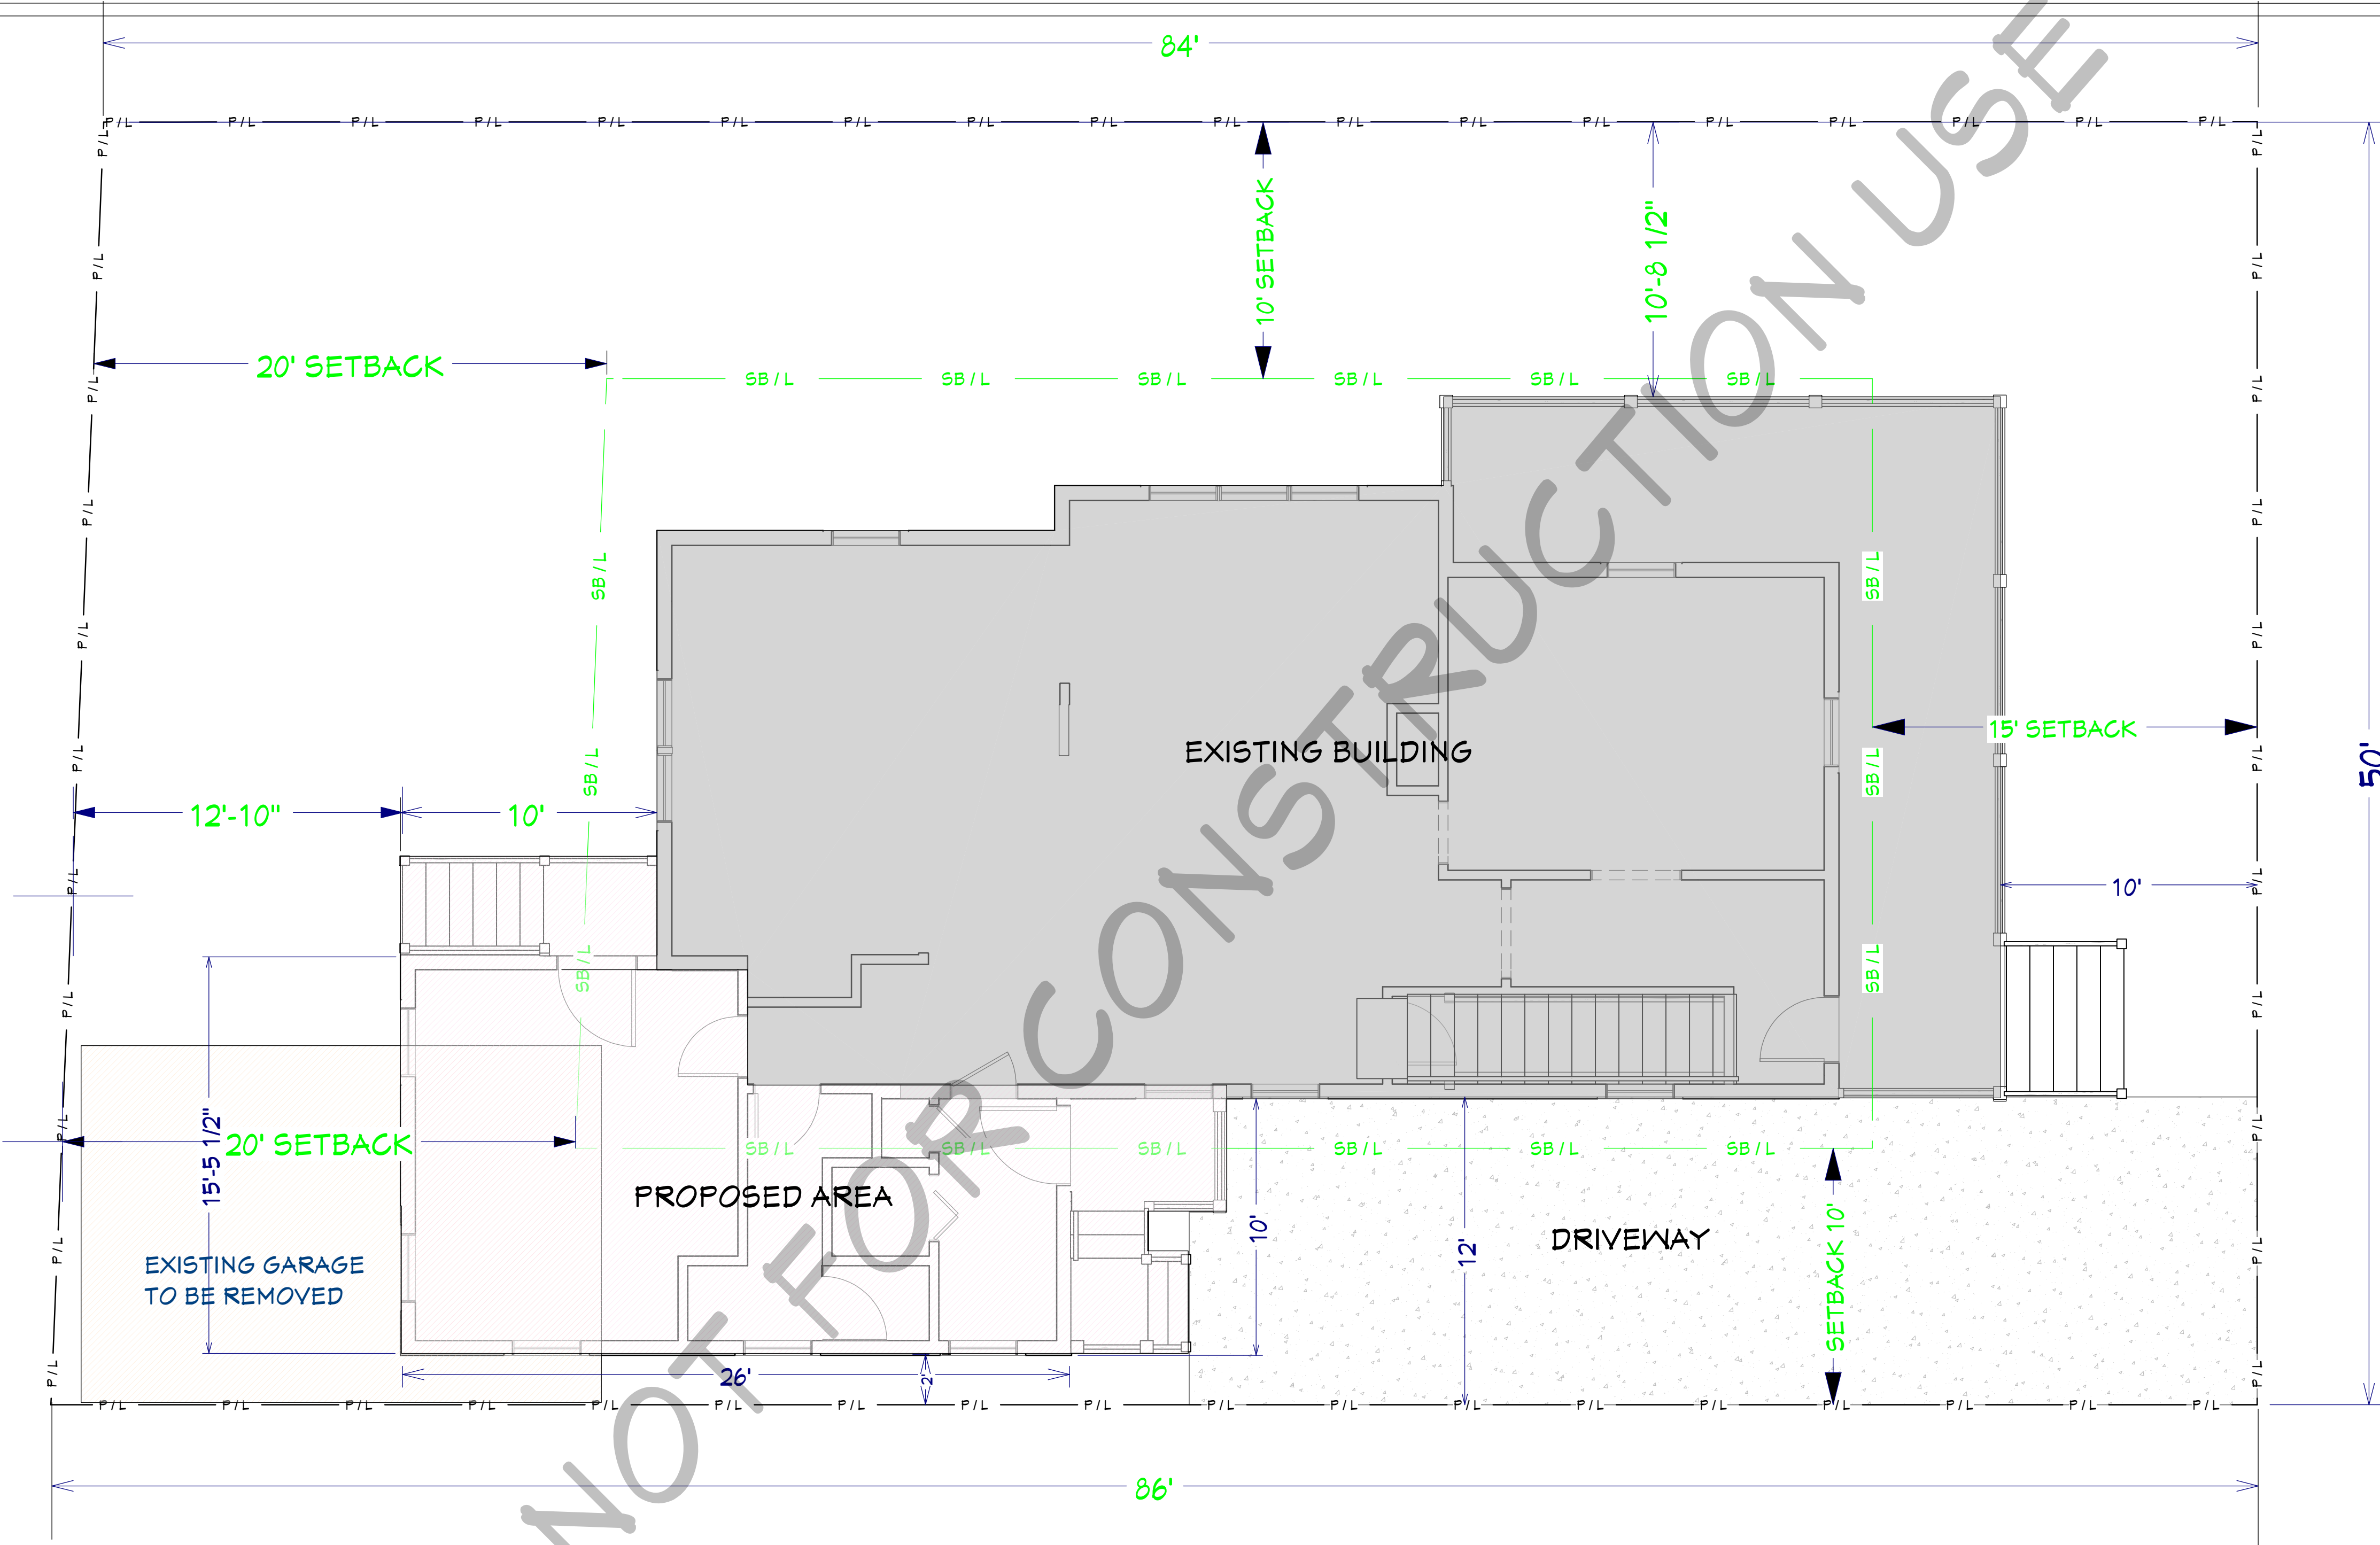 84'
P/L P/L P/L P/L P/L P/L P/L P/L P/L P/L P/L P/L P/L P/L P/L P/L P/L P/L
P/L P/L P/L P/L P/L P/L P/L P/L P/L P/L P/L
10' SETBACK
10'-8 1/2"
20' SETBACK
SB/L SB/L SB/L SB/L SB/L SB/L
SB/L SB/L SB/L
SB/L SB/L SB/L
EXISTING BUILDING
15' SETBACK
50'
12'-10"
10'
10'
15'-5 1/2"
20' SETBACK
SB/L SB/L SB/L SB/L SB/L SB/L
PROPOSED AREA
10'
12'
DRIVEWAY
SETBACK 10'
EXISTING GARAGE
TO BE REMOVED
26'
2'
P/L P/L P/L P/L P/L P/L P/L P/L P/L P/L P/L
P/L P/L P/L P/L P/L P/L P/L P/L P/L P/L P/L P/L P/L P/L P/L P/L P/L P/L
86'
NOT FOR CONSTRUCTION USE